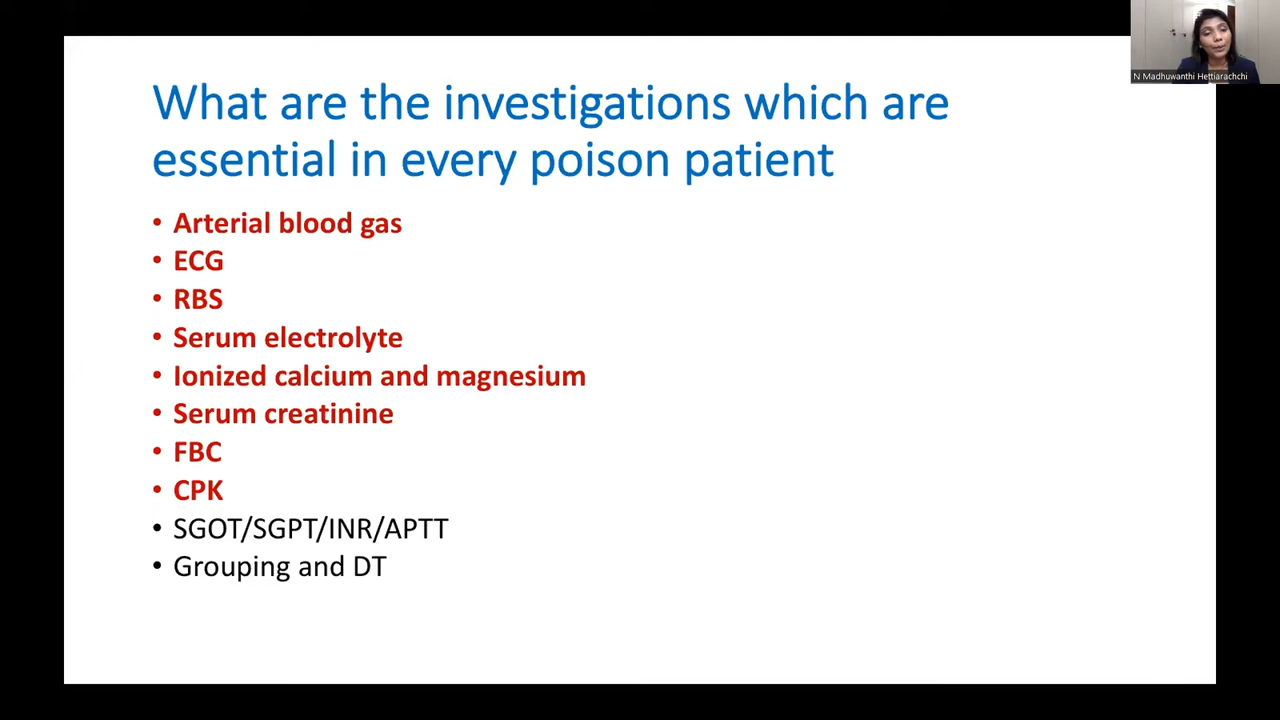 N Madhuwanthi Hettiarachchi
What are the investigations which are
essential in every poison patient
• Arterial blood gas
• ECG
• RBS
• Serum electrolyte
• Ionized calcium and magnesium
• Serum creatinine
• FBC
• CPK
• SGOT/SGPT/INR/APTT
• Grouping and DT